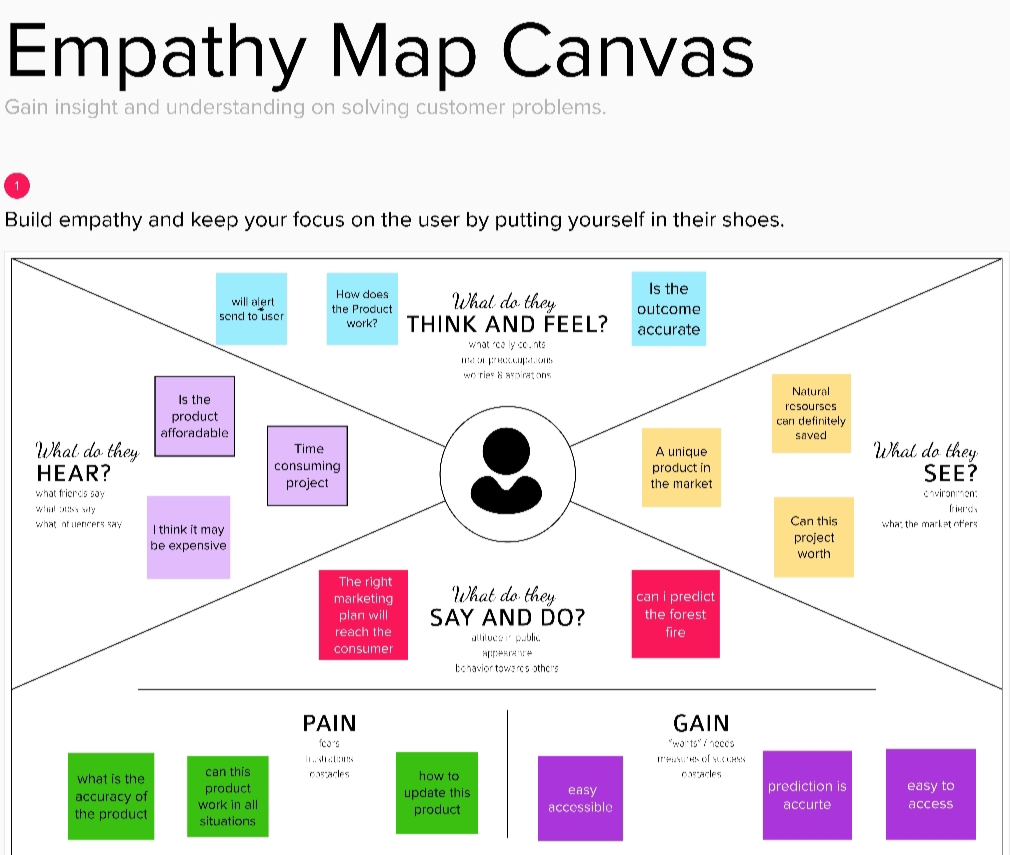 Empathy Map Canvas
Gain insight and understanding on solving customer problems.
1
Build empathy and keep your focus on the user by putting yourself in their shoes.
will alert
send to user
How does
the Product
work?
What do they
THINK AND FEEL?
what really counts
major preoccupations
worries & aspirations
Is the
outcome
accurate
What do they
HEAR?
what friends say
what boss say
what influencers say
Is the
product
afforadable
Time
consuming
project
I think it may
be expensive
A unique
product in
the market
Natural
resourses
can definitely
saved
Can this
project
worth
What do they
SEE?
environment
friends
what the market offers
The right
marketing
plan will
reach the
consumer
What do they
SAY AND DO?
attitude in public
appearance
behavior towards others
can i predict
the forest
fire
PAIN
fears
frustrations
obstacles
what is the
accuracy of
the product
can this
product
work in all
situations
how to
update this
product
GAIN
"wants" / needs
measures of success
obstacles
easy
accessible
prediction is
accurte
easy to
access